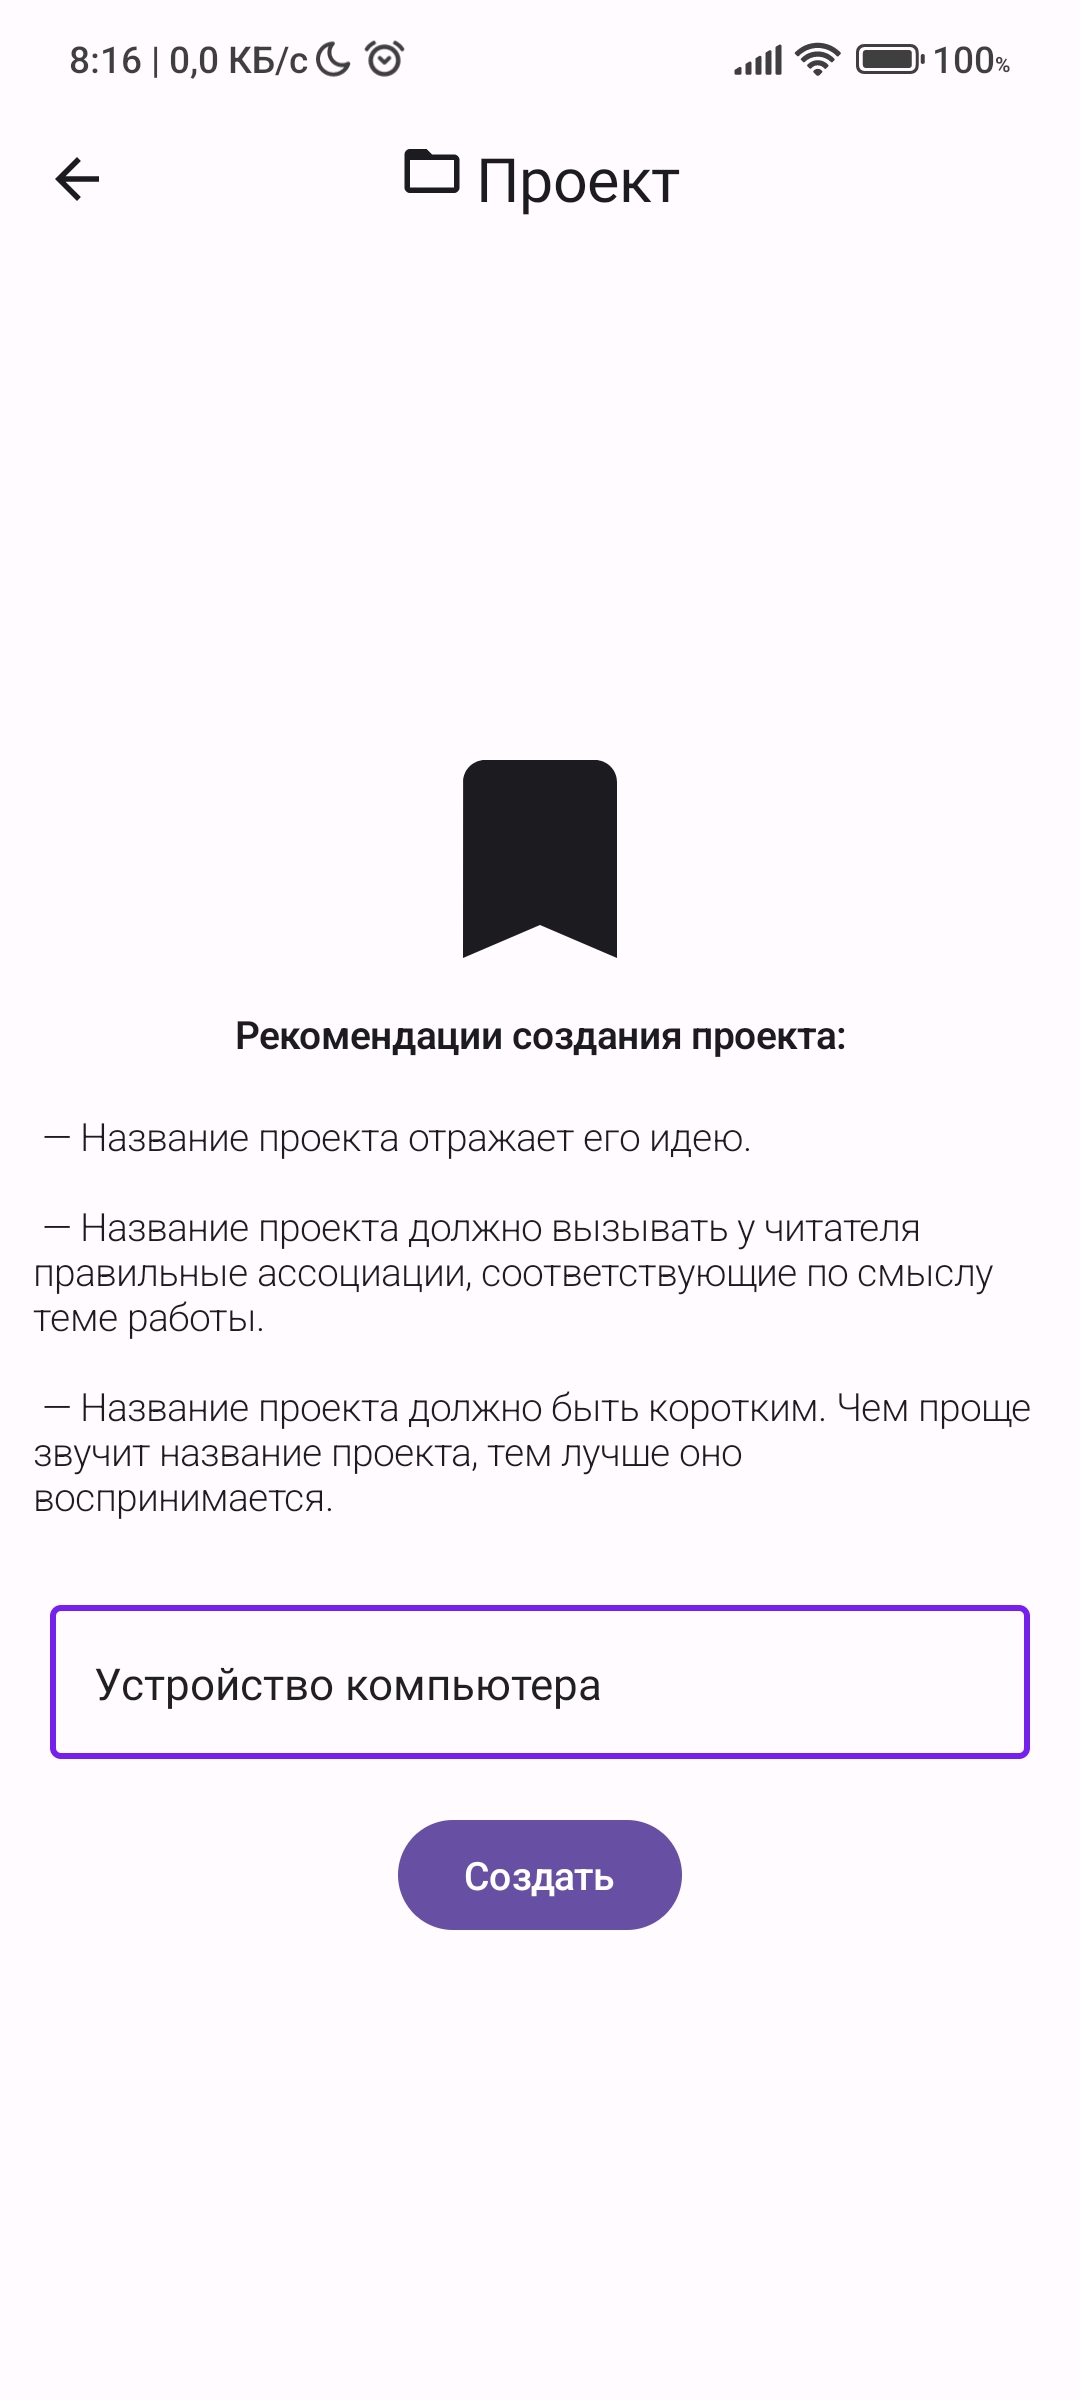 8:16 | 0,0 КБ/с 100%
Проект
Рекомендации создания проекта:
— Название проекта отражает его идею.
— Название проекта должно вызывать у читателя
правильные ассоциации, соответствующие по смыслу
теме работы.
— Название проекта должно быть коротким. Чем проще
звучит название проекта, тем лучше оно
воспринимается.
Устройство компьютера
Создать